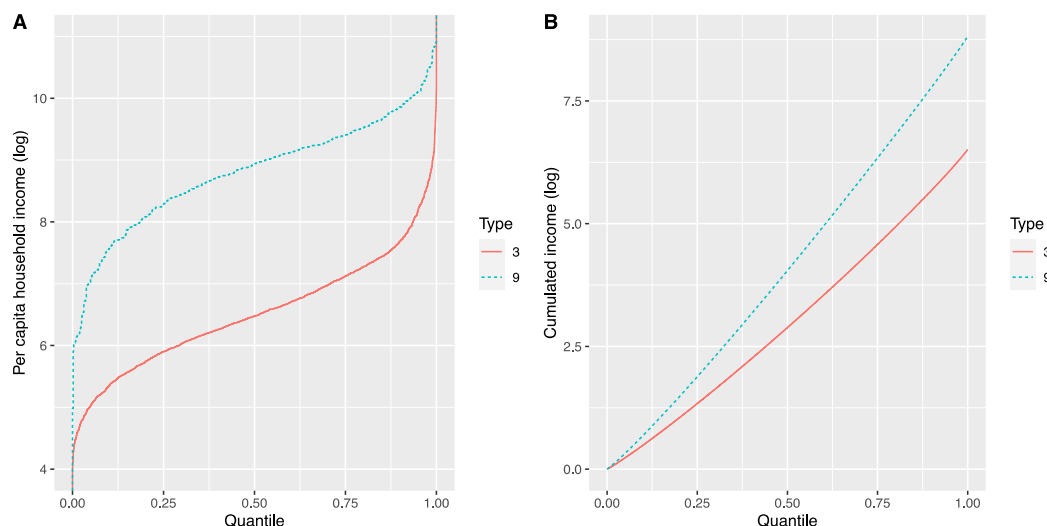 A
Per capita household income (log)
10
8
6
4
0.00 0.25 0.50 0.75 1.00
Quantile
Type
3
9
B
Cumulated income (log)
7.5
5.0
2.5
0.0
0.00 0.25 0.50 0.75 1.00
Quantile
Type
3
9